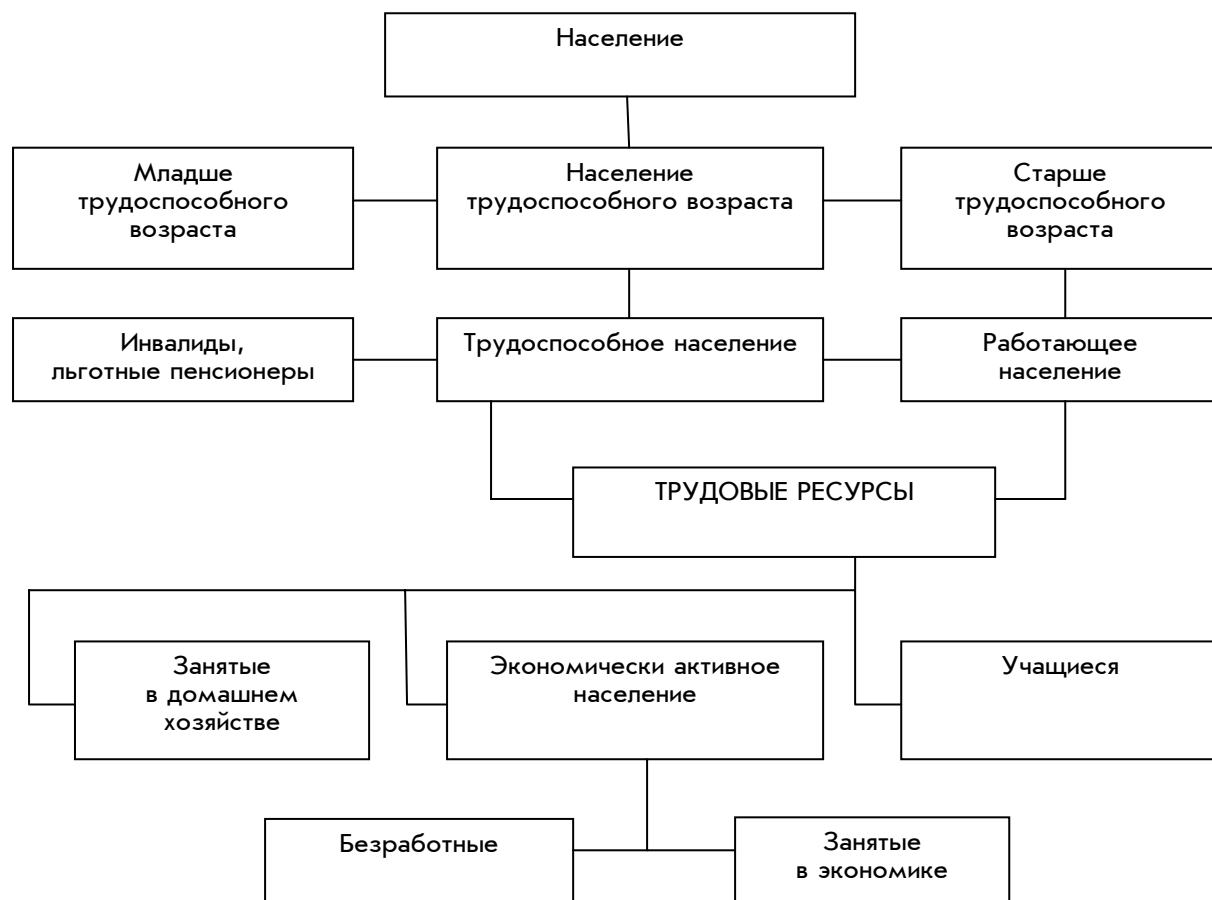 Население
Младше
трудоспособного
возраста
Население
трудоспособного возраста
Старше
трудоспособного
возраста
Инвалиды,
льготные пенсионеры
Трудоспособное население
Работающее
население
ТРУДОВЫЕ РЕСУРСЫ
Занятые
в домашнем
хозяйстве
Экономически активное
население
Учащиеся
Безработные
Занятые
в экономике